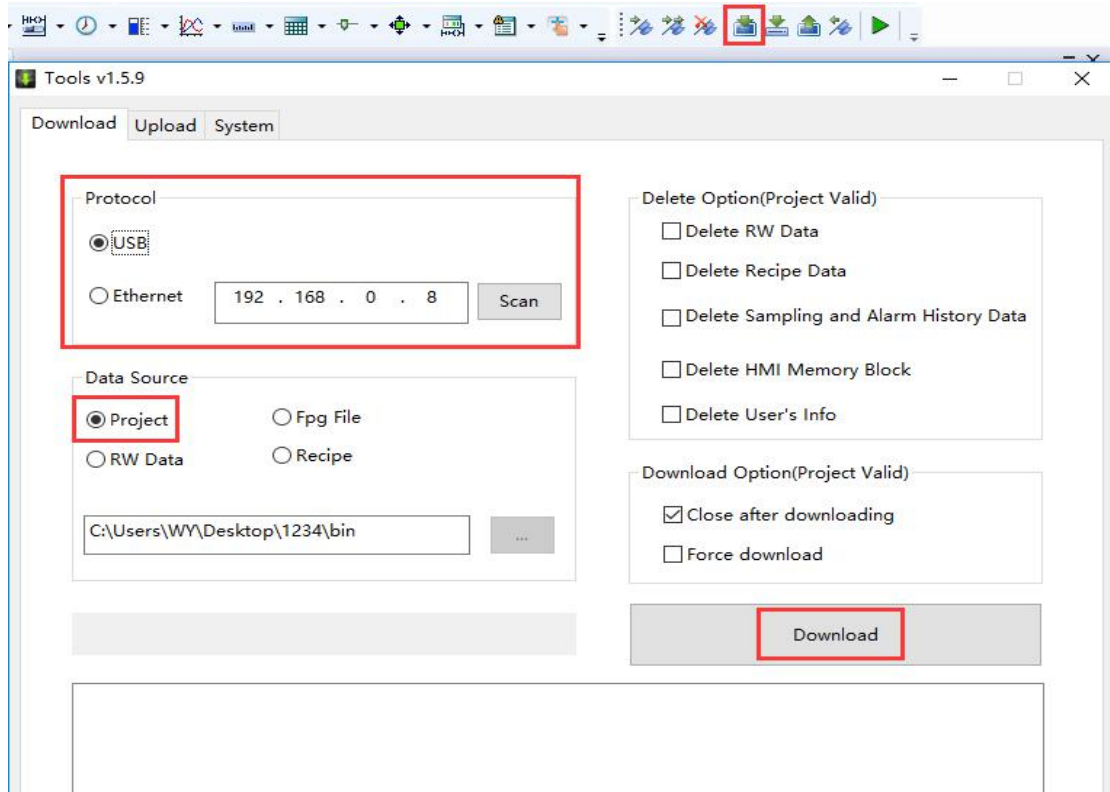 Tools v1.5.9
Download Upload System
Protocol
USB
Ethernet 192 . 168 . 0 . 8 Scan
Data Source
Project Fpg File
RW Data Recipe
C:\Users\WY\Desktop\1234\bin ...
Delete Option(Project Valid)
Delete RW Data
Delete Recipe Data
Delete Sampling and Alarm History Data
Delete HMI Memory Block
Delete User's Info
Download Option(Project Valid)
Close after downloading
Force download
Download